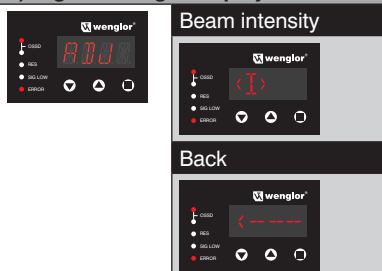 Beam intensity
wenglor®
OSSD
RES
SIG LOW
ERROR
ADJ
wenglor®
OSSD
RES
SIG LOW
ERROR
<I>
Back
wenglor®
OSSD
RES
SIG LOW
ERROR
<-----